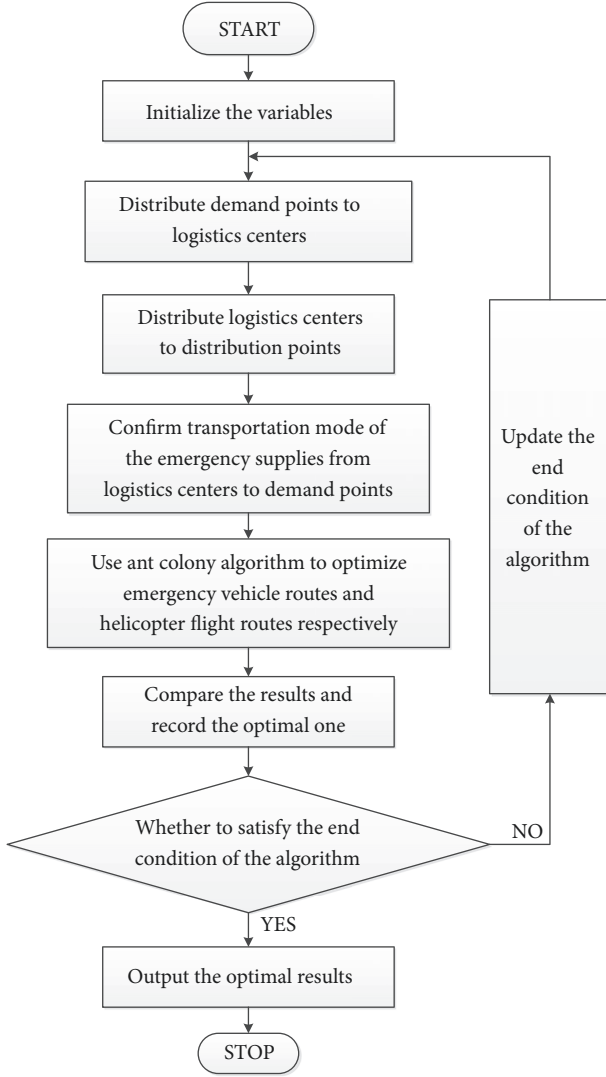 START
Initialize the variables
Distribute demand points to
logistics centers
Distribute logistics centers
to distribution points
Confirm transportation mode of
the emergency supplies from
logistics centers to demand points
Use ant colony algorithm to optimize
emergency vehicle routes and
helicopter flight routes respectively
Compare the results and
record the optimal one
Whether to satisfy the end
condition of the algorithm
NO
Update the
end
condition
of the
algorithm
YES
Output the optimal results
STOP